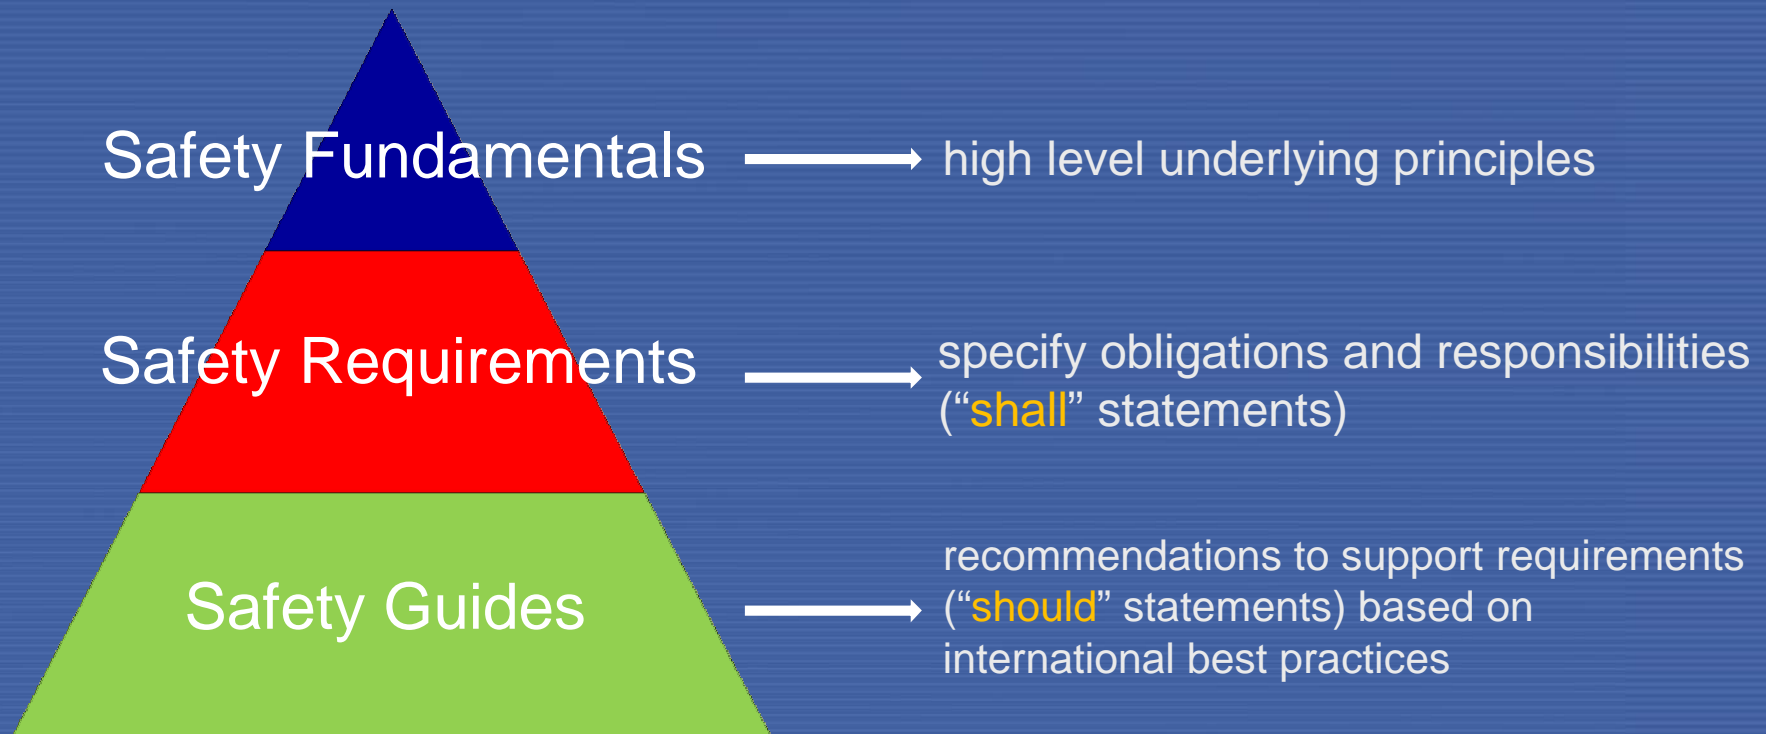 Safety Fundamentals
high level underlying principles
Safety Requirements
specify obligations and responsibilities
(“shall” statements)
Safety Guides
recommendations to support requirements
(“should” statements) based on
international best practices